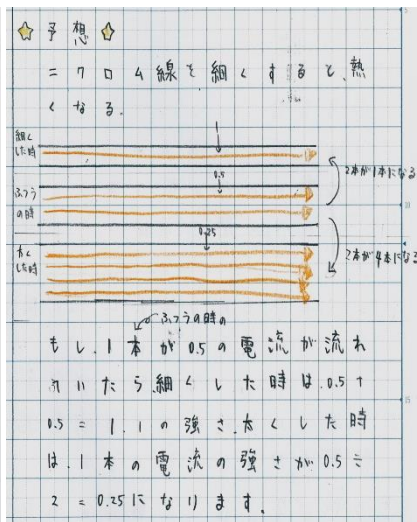 ☆予想☆
ニクロム線を細くすると、熱
くなる。
細く
した時
1
0.5
ふつう
の時
2本が1本になる
0.25
太く
した時
2本が4本になる
ふつうの時の
もし、1本が0.5の電流が流れ
ていたら、細くした時は、0.5+
0.5=1.1の強さ、太くした時
は、1本の電流の強さが0.5÷
2=0.25になります。